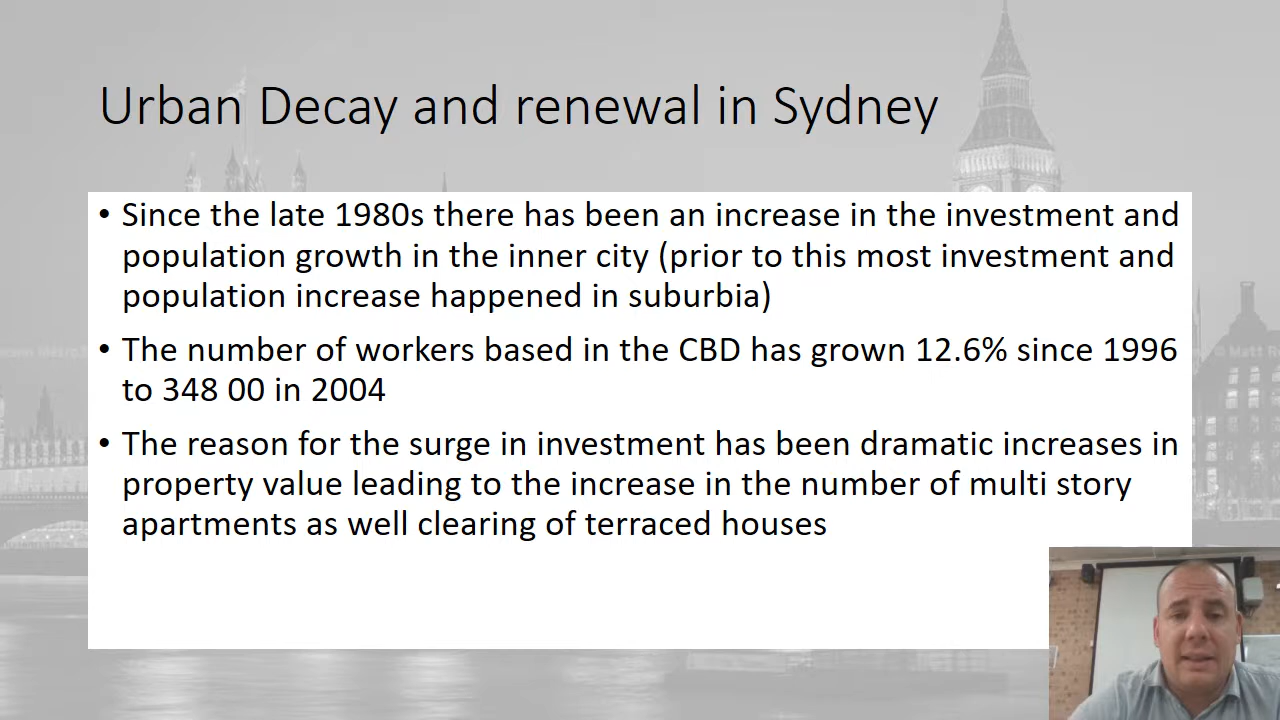 Urban Decay and renewal in Sydney
• Since the late 1980s there has been an increase in the investment and
population growth in the inner city (prior to this most investment and
population increase happened in suburbia)
• The number of workers based in the CBD has grown 12.6% since 1996
to 348 00 in 2004
• The reason for the surge in investment has been dramatic increases in
property value leading to the increase in the number of multi story
apartments as well clearing of terraced houses